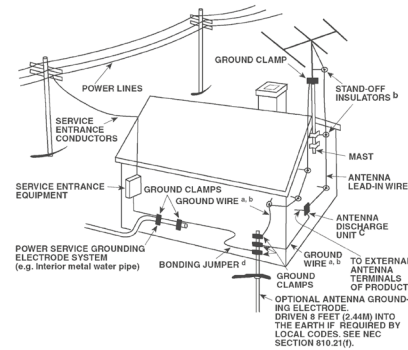 GROUND CLAMP
POWER LINES
STAND-OFF
INSULATORS b
SERVICE
ENTRANCE
CONDUCTORS
MAST
ANTENNA
LEAD-IN WIRE
SERVICE ENTRANCE
EQUIPMENT
GROUND CLAMPS
GROUND WIRE a, b
ANTENNA
DISCHARGE
UNIT C
POWER SERVICE GROUNDING
ELECTRODE SYSTEM
(e.g. Interior metal water pipe)
BONDING JUMPER d
GROUND
WIRE a, b
GROUND
CLAMPS
TO EXTERNAL
ANTENNA
TERMINALS
OF PRODUCT
OPTIONAL ANTENNA GROUND-
ING ELECTRODE.
DRIVEN 8 FEET (2.44M) INTO
THE EARTH IF REQUIRED BY
LOCAL CODES. SEE NEC
SECTION 810.21(f).